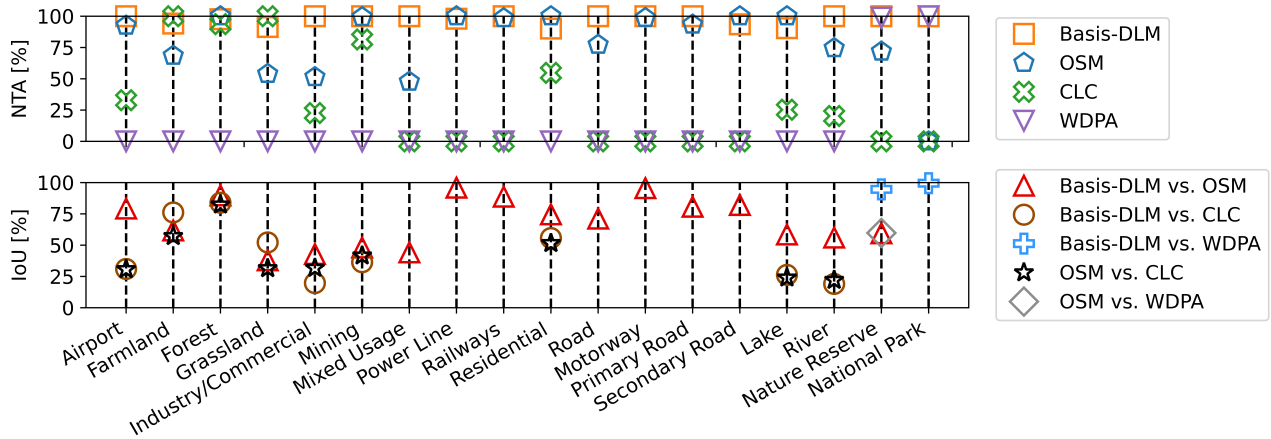 NTA [%]
100
75
50
25
0
Basis-DLM
OSM
CLC
WDPA
IoU [%]
100
75
50
25
0
Basis-DLM vs. OSM
Basis-DLM vs. CLC
Basis-DLM vs. WDPA
OSM vs. CLC
OSM vs. WDPA
Airport
Farmland
Forest
Grassland
Industry/Commercial
Mining
Mixed Usage
Power Line
Railways
Residential
Road
Motorway
Primary Road
Secondary Road
Lake
River
Nature Reserve
National Park